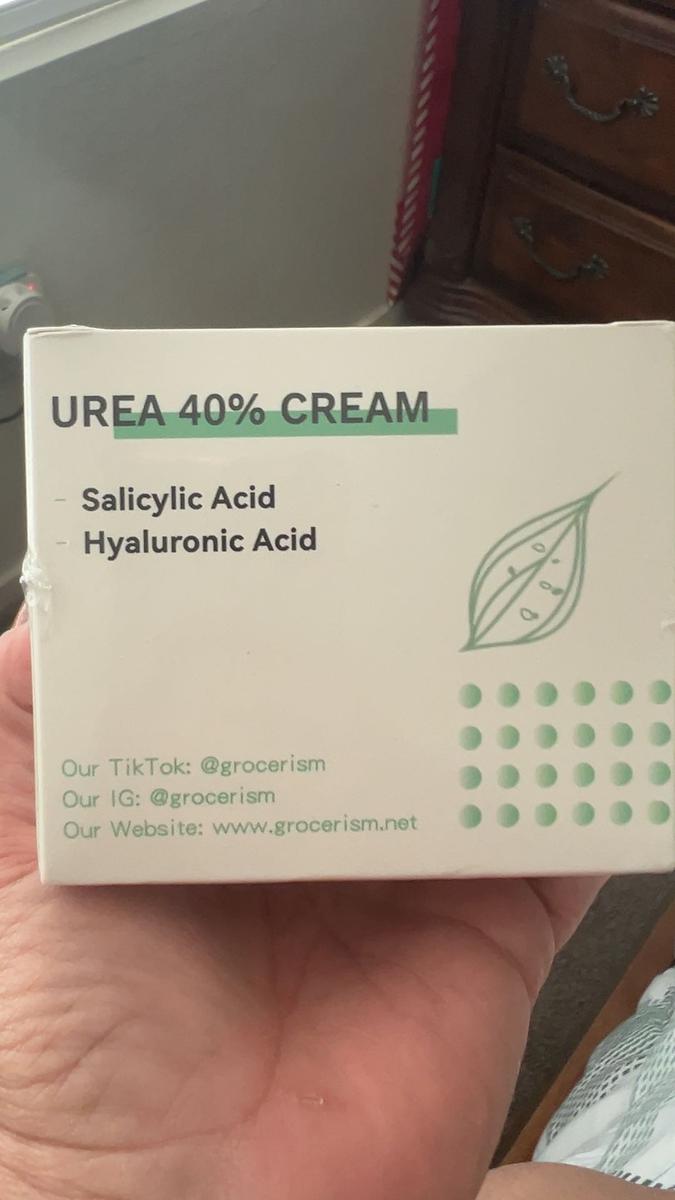 UREA 40% CREAM
- Salicylic Acid
- Hyaluronic Acid
Our TikTok: @grocerism
Our IG: @grocerism
Our Website: www.grocerism.net